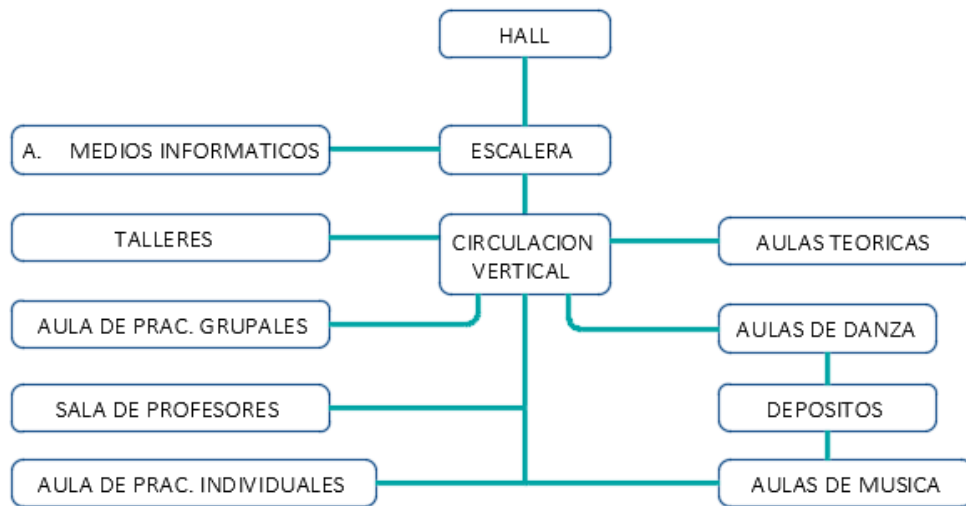 HALL
A. MEDIOS INFORMATICOS
ESCALERA
TALLERES
CIRCULACION
VERTICAL
AULAS TEORICAS
AULA DE PRAC. GRUPALES
AULAS DE DANZA
SALA DE PROFESORES
DEPOSITOS
AULA DE PRAC. INDIVIDUALES
AULAS DE MUSICA